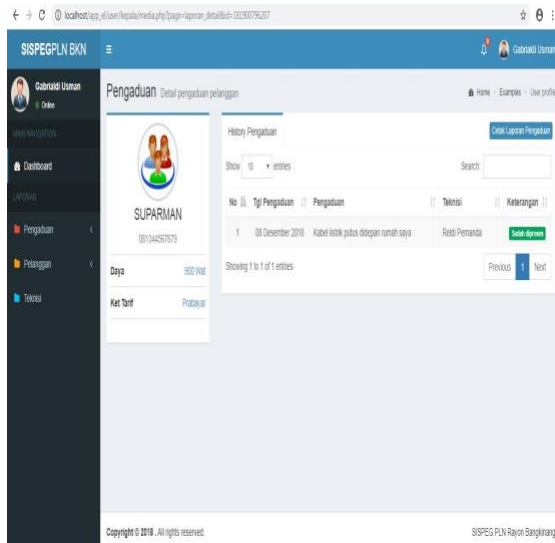 localhost/app_el/user/kepala/media.php?page=laporan_detail&id=181900796207
SISPEGPLN BKN
Gabrialdi Usman
Gabrialdi Usman
Online
Pengaduan Detail pengaduan pelanggan
Home > Examples > User profile
MAIN NAVIGATION
Dashboard
LAPORAN
Pengaduan
Pelanggan
Teknisi
SUPARMAN
081344567879
Daya 900 Wat
Ket Tarif Prabayar
History Pengaduan
Cetak Laporan Pengaduan
Show 10 entries Search:
No Tgl Pengaduan Pengaduan Teknisi Keterangan
1 08 Desember 2018 Kabel listrik putus didepan rumah saya Reldi Pernanda Sudah diproses
Showing 1 to 1 of 1 entries Previous 1 Next
Copyright © 2018 . All rights reserved. SISPEG PLN Rayon Bangkinang